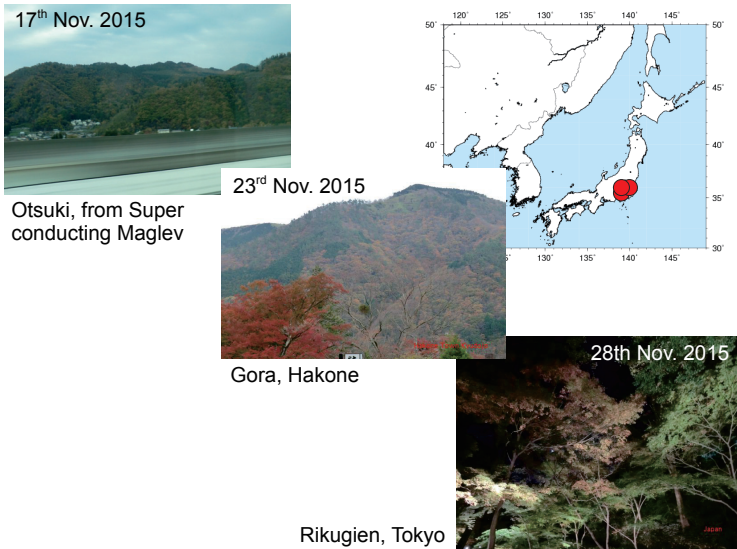 17th Nov. 2015
Otsuki, from Super
conducting Maglev
120˚ 125˚ 130˚ 135˚ 140˚ 145˚
50˚ 50˚
45˚ 45˚
40˚ 40˚
35˚ 35˚
30˚
130˚ 135˚ 140˚ 145˚
23rd Nov. 2015
Gora, Hakone
28th Nov. 2015
Japan
Rikugien, Tokyo